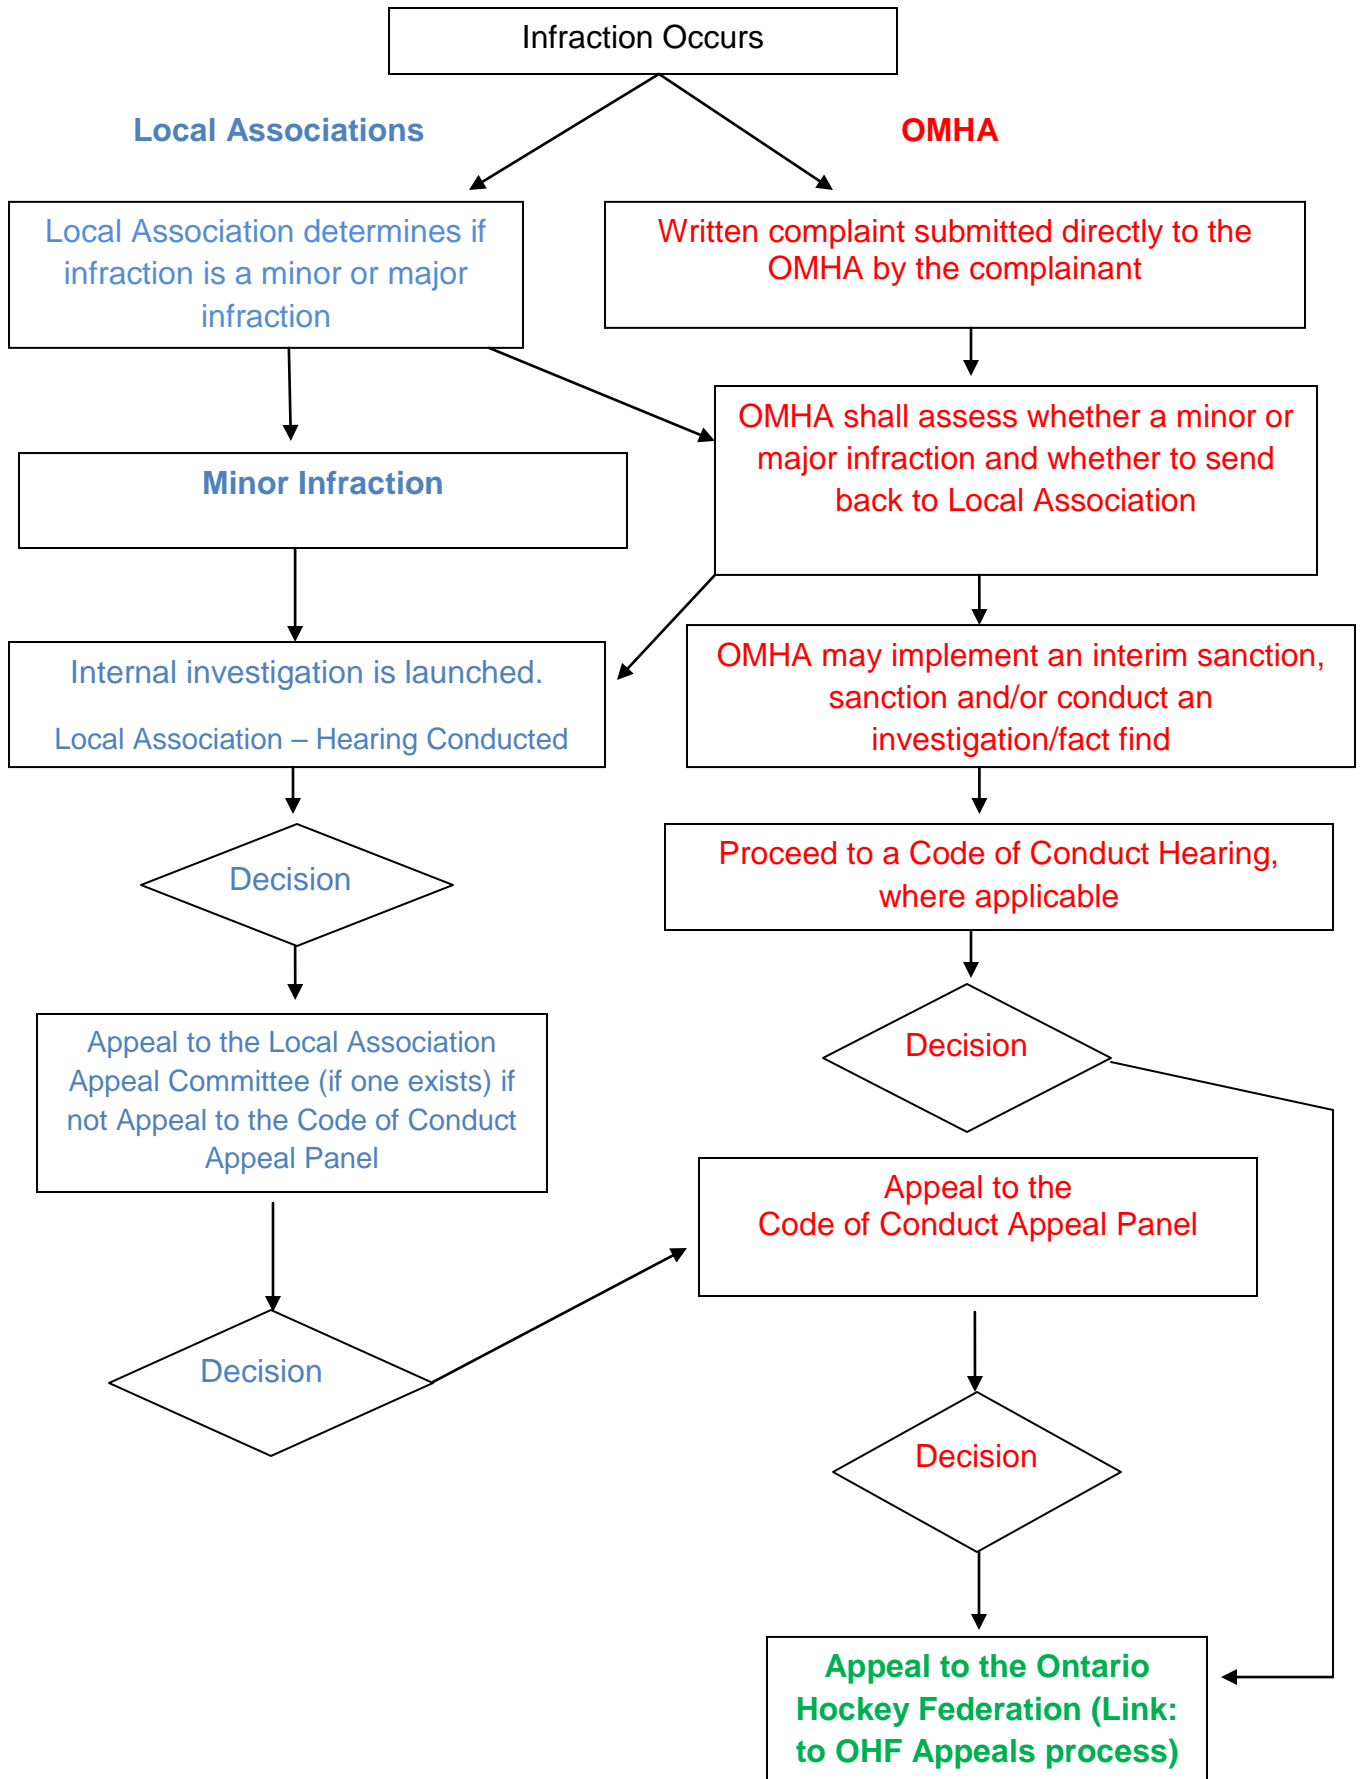 Infraction Occurs
Local Associations
OMHA
Local Association determines if
infraction is a minor or major
infraction
Written complaint submitted directly to the
OMHA by the complainant
OMHA shall assess whether a minor or
major infraction and whether to send
back to Local Association
Minor Infraction
Internal investigation is launched.
Local Association – Hearing Conducted
OMHA may implement an interim sanction,
sanction and/or conduct an
investigation/fact find
Decision
Proceed to a Code of Conduct Hearing,
where applicable
Decision
Appeal to the Local Association
Appeal Committee (if one exists) if
not Appeal to the Code of Conduct
Appeal Panel
Appeal to the
Code of Conduct Appeal Panel
Decision
Decision
Appeal to the Ontario
Hockey Federation (Link:
to OHF Appeals process)